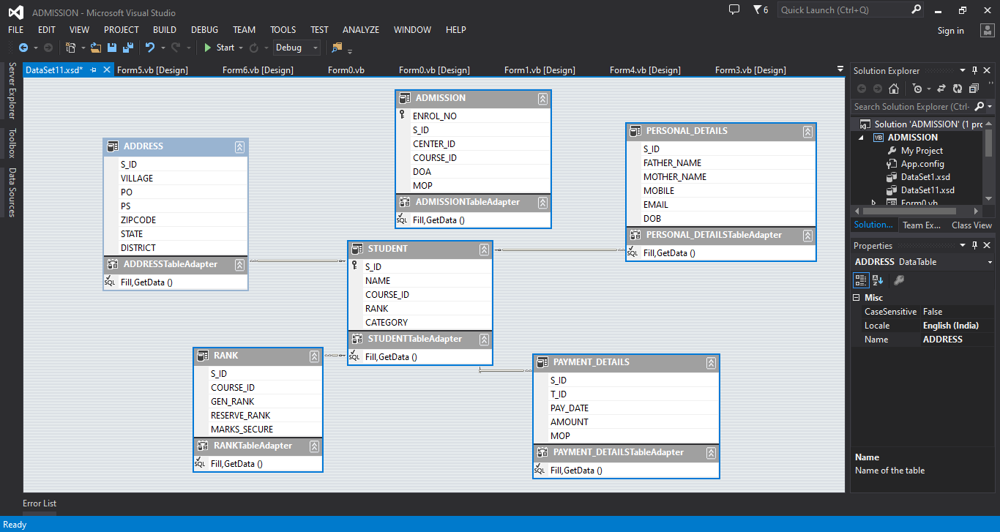 ADMISSION - Microsoft Visual Studio
6
Quick Launch (Ctrl+Q)
FILE EDIT VIEW PROJECT BUILD DEBUG TEAM TOOLS TEST ANALYZE WINDOW HELP
Sign in
Start
Debug
Server Explorer
Toolbox
Data Sources
DataSet11.xsd* Form5.vb [Design] Form6.vb [Design] Form0.vb Form0.vb [Design] Form1.vb [Design] Form4.vb [Design] Form3.vb [Design]
ADDRESS
S_ID
VILLAGE
PO
PS
ZIPCODE
STATE
DISTRICT
ADDRESSTableAdapter
SQL Fill,GetData ()
ADMISSION
ENROL_NO
S_ID
CENTER_ID
COURSE_ID
DOA
MOP
ADMISSIONTableAdapter
SQL Fill,GetData ()
PERSONAL_DETAILS
S_ID
FATHER_NAME
MOTHER_NAME
MOBILE
EMAIL
DOB
PERSONAL_DETAILSTableAdapter
SQL Fill,GetData ()
STUDENT
S_ID
NAME
COURSE_ID
RANK
CATEGORY
STUDENTTableAdapter
SQL Fill,GetData ()
RANK
S_ID
COURSE_ID
GEN_RANK
RESERVE_RANK
MARKS_SECURE
RANKTableAdapter
SQL Fill,GetData ()
PAYMENT_DETAILS
S_ID
T_ID
PAY_DATE
AMOUNT
MOP
PAYMENT_DETAILSTableAdapter
SQL Fill,GetData ()
Solution Explorer
Search Solution Explorer (Ctrl-
Solution 'ADMISSION' (1 prc
VB ADMISSION
My Project
App.config
DataSet1.xsd
DataSet11.xsd
Form0.vb
Solution... Team Ex... Class View
Properties
ADDRESS DataTable
Misc
CaseSensitive False
Locale English (India)
Name ADDRESS
Name
Name of the table
Error List
Ready